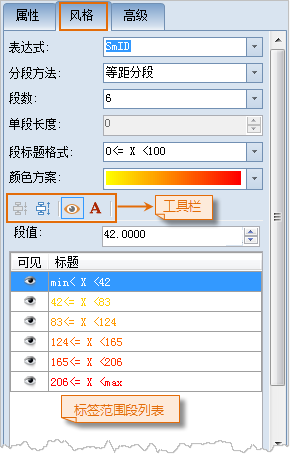 属性 风格 高级
表达式: SmID
分段方法: 等距分段
段数: 6
单段长度: 0
段标题格式: 0<= X <100
颜色方案:
A 工具栏
段值: 42.0000
可见 标题
min< X <42
42<= X <83
83<= X <124
124<= X <165
165<= X <206
206<= X <max
标签范围段列表